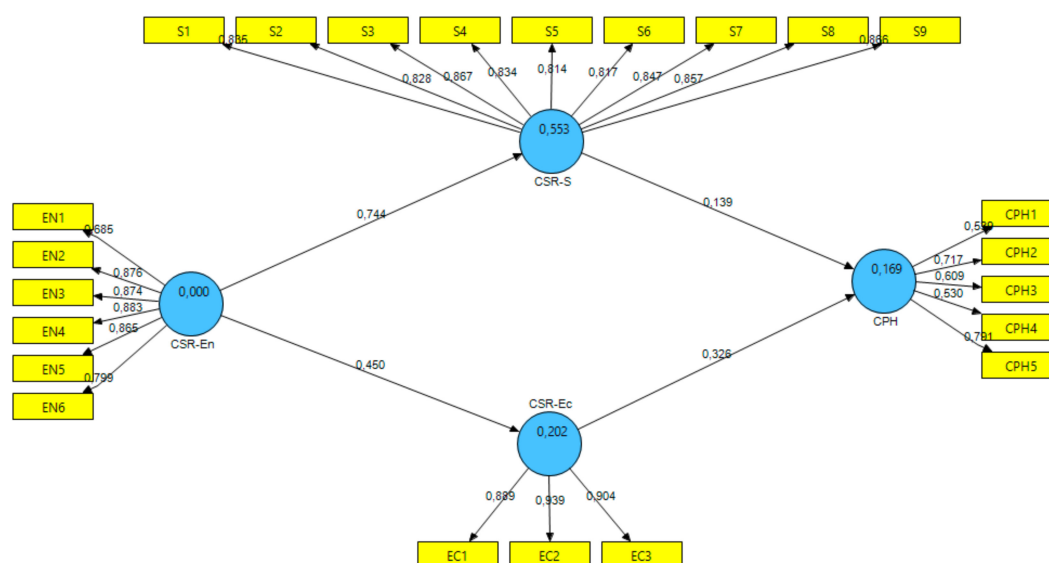 S1 S2 S3 S4 S5 S6 S7 S8 S9
0,835 0,828 0,867 0,834 0,814 0,817 0,847 0,857 0,866
0,553
CSR-S
0,744
0,139
EN1
EN2
EN3
EN4
EN5
EN6
0,685
0,876
0,874
0,883
0,865
0,799
0,000
CSR-En
CPH1
CPH2
CPH3
CPH4
CPH5
0,717
0,609
0,530
0,169
CPH
0,450
0,326
CSR-Ec
0,202
0,889 0,939 0,904
EC1 EC2 EC3